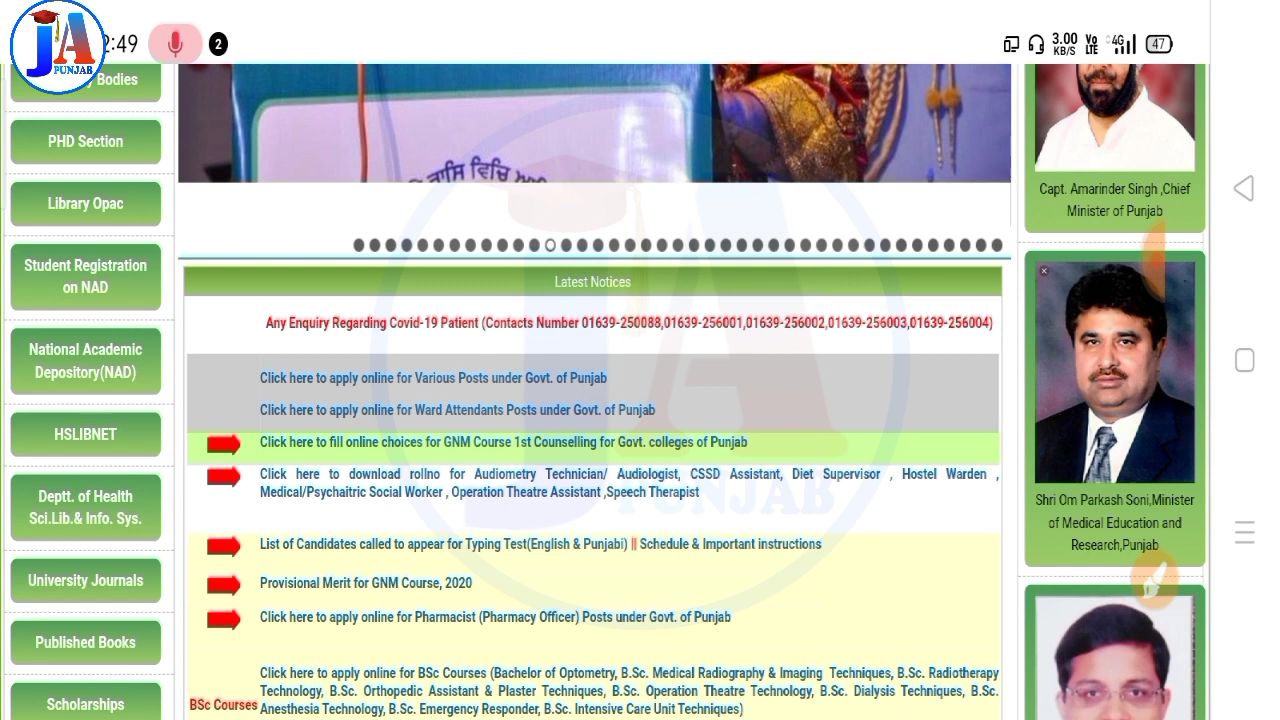 2:49
2
3.00
KB/S
Vo
LTE
4G
47
JA
PUNJAB
Bodies
PHD Section
Library Opac
Student Registration
on NAD
National Academic
Depository(NAD)
HSLIBNET
Deptt. of Health
Sci.Lib.& Info. Sys.
University Journals
Published Books
Scholarships
ਰਾਸਿ ਵਿਚਿ
Latest Notices
Any Enquiry Regarding Covid-19 Patient (Contacts Number 01639-250088,01639-256001,01639-256002,01639-256003,01639-256004)
Click here to apply online for Various Posts under Govt. of Punjab
Click here to apply online for Ward Attendants Posts under Govt. of Punjab
Click here to fill online choices for GNM Course 1st Counselling for Govt. colleges of Punjab
Click here to download rollno for Audiometry Technician/ Audiologist, CSSD Assistant, Diet Supervisor , Hostel Warden ,
Medical/Psychaitric Social Worker , Operation Theatre Assistant ,Speech Therapist
List of Candidates called to appear for Typing Test(English & Punjabi) || Schedule & Important instructions
Provisional Merit for GNM Course, 2020
Click here to apply online for Pharmacist (Pharmacy Officer) Posts under Govt. of Punjab
BSc Courses
Click here to apply online for BSc Courses (Bachelor of Optometry, B.Sc. Medical Radiography & Imaging Techniques, B.Sc. Radiotherapy
Technology, B.Sc. Orthopedic Assistant & Plaster Techniques, B.Sc. Operation Theatre Technology, B.Sc. Dialysis Techniques, B.Sc.
Anesthesia Technology, B.Sc. Emergency Responder, B.Sc. Intensive Care Unit Techniques)
JA
PUNJAB
Capt. Amarinder Singh ,Chief
Minister of Punjab
Shri Om Parkash Soni,Minister
of Medical Education and
Research,Punjab